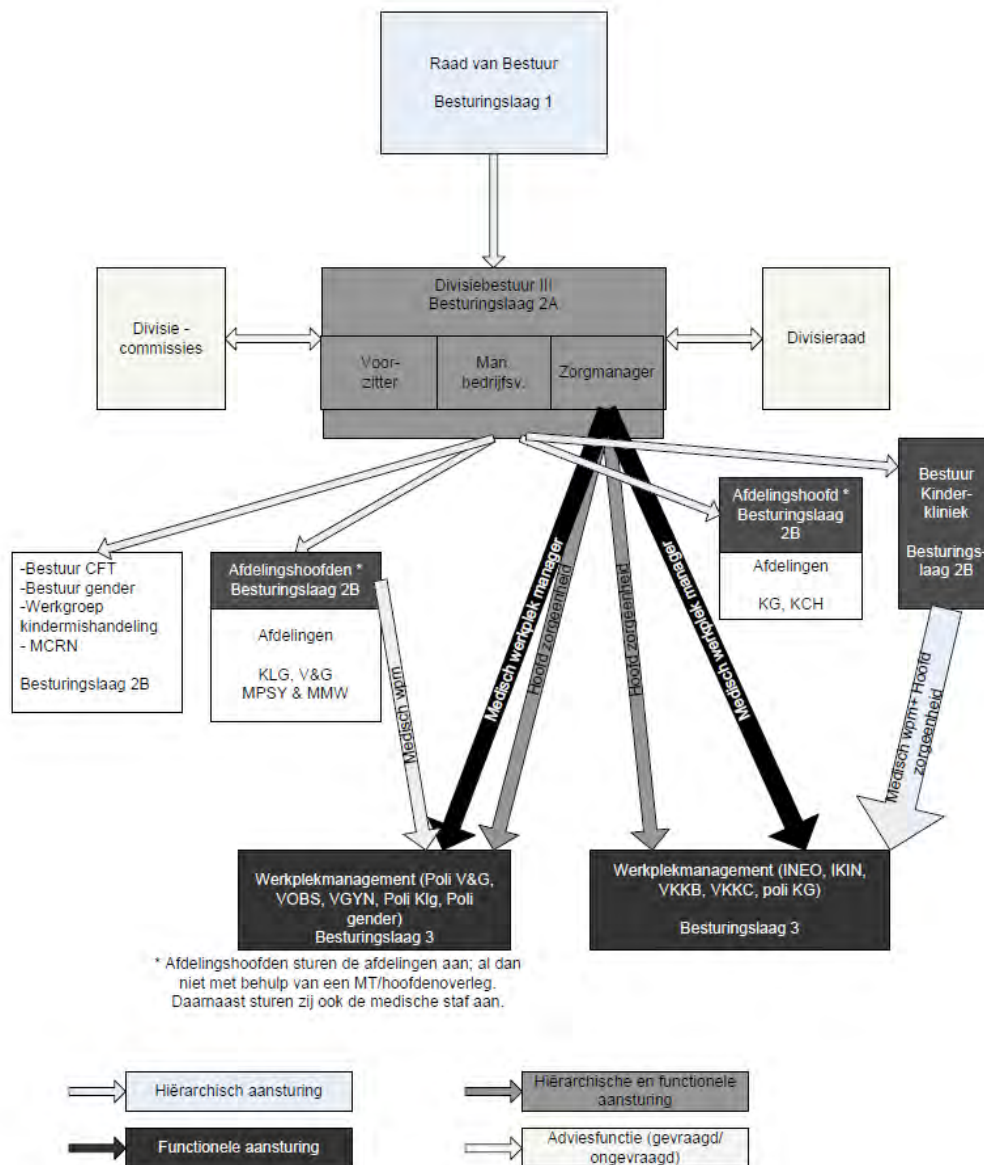 Raad van Bestuur
Besturingslaag 1
Divisie -
commissies
Divisiebestuur III
Besturingslaag 2A
Voor-
zitter
Man.
bedrijfsv.
Zorgmanager
Divisieraad
-Bestuur CFT
-Bestuur gender
-Werkgroep
kindermishandeling
- MCRN
Besturingslaag 2B
Afdelingshoofden *
Besturingslaag 2B
Afdelingen
KLG, V&G
MPSY & MMW
Afdelingshoofd *
Besturingslaag
2B
Afdelingen
KG, KCH
Bestuur
Kinder-
kliniek
Besturings-
laag 2B
Medisch wpm
Medisch werkplek manager
Hoofd zorgeenheid
Hoofd zorgeenheid
Medisch werkplek manager
Medisch wpm+ Hoofd
zorgeenheid
Werkplekmanagement (Poli V&G,
VOBS, VGYN, Poli Klg, Poli
gender)
Besturingslaag 3
Werkplekmanagement (INEO, IKIN,
VKKB, VKKC, poli KG)
Besturingslaag 3
* Afdelingshoofden sturen de afdelingen aan; al dan
niet met behulp van een MT/hoofdenoverleg.
Daarnaast sturen zij ook de medische staf aan.
Hiërarchisch aansturing
Hiërarchische en functionele
aansturing
Functionele aansturing
Adviesfunctie (gevraagd/
ongevraagd)